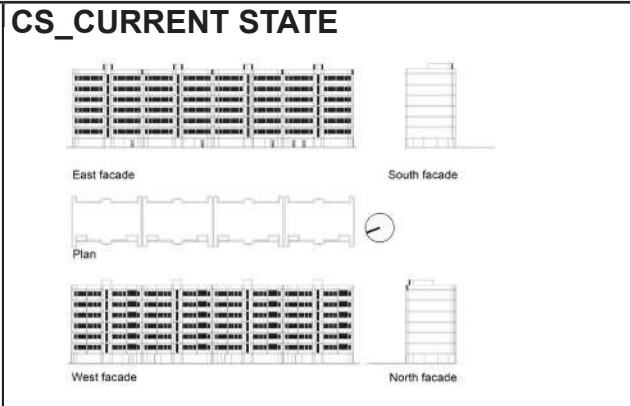 CS_CURRENT STATE
East facade
South facade
Plan
West facade
North facade